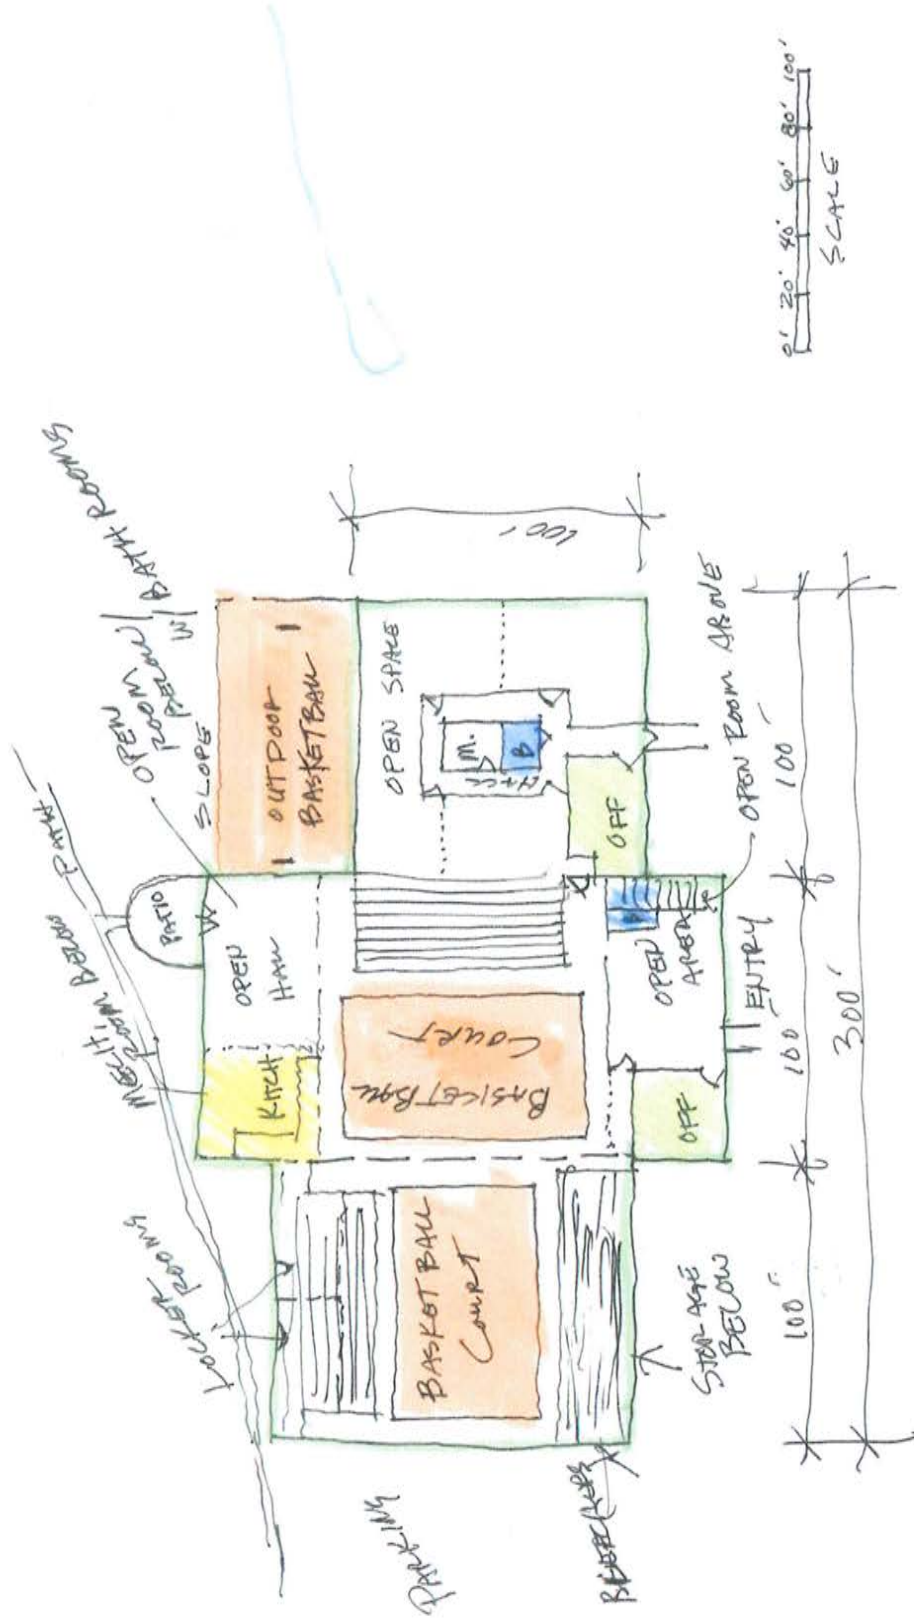 OPEN
ROOM
BELOW
W/ BATH ROOMS
PATH
MECH.
ROOM BELOW
LOCKER
ROOMS
SLOPE
PATIO
OUTDOOR
BASKETBALL
OPEN
HALL
KITCH
OPEN SPACE
M.
B
OFF
BASKETBALL
COURT
BASKETBALL
COURT
OPEN
AREA
OFF
100'
PARKING
BLEACHERS
STORAGE
BELOW
ENTRY
OPEN ROOM ABOVE
100'
100'
100'
300'
0' 20' 40' 60' 80' 100'
SCALE